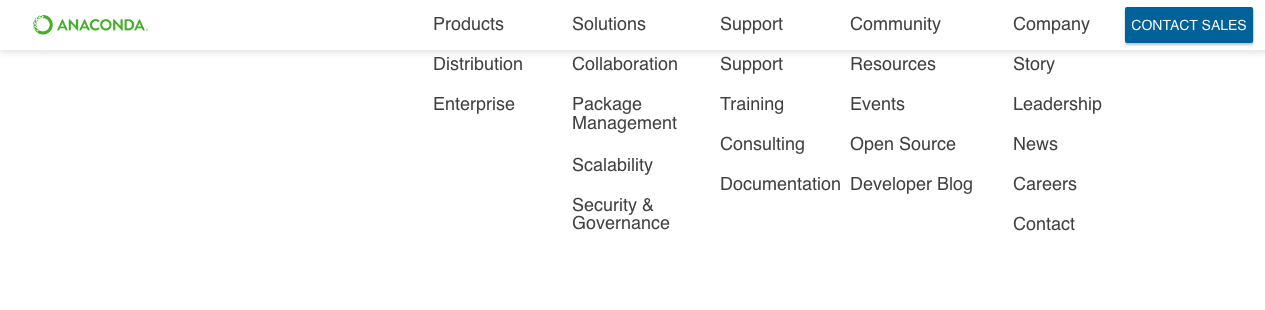 ANACONDA
Products
Solutions
Support
Community
Company
CONTACT SALES
Distribution
Collaboration
Support
Resources
Story
Enterprise
Package
Management
Training
Events
Leadership
Scalability
Consulting
Open Source
News
Security &
Governance
Documentation
Developer Blog
Careers
Contact